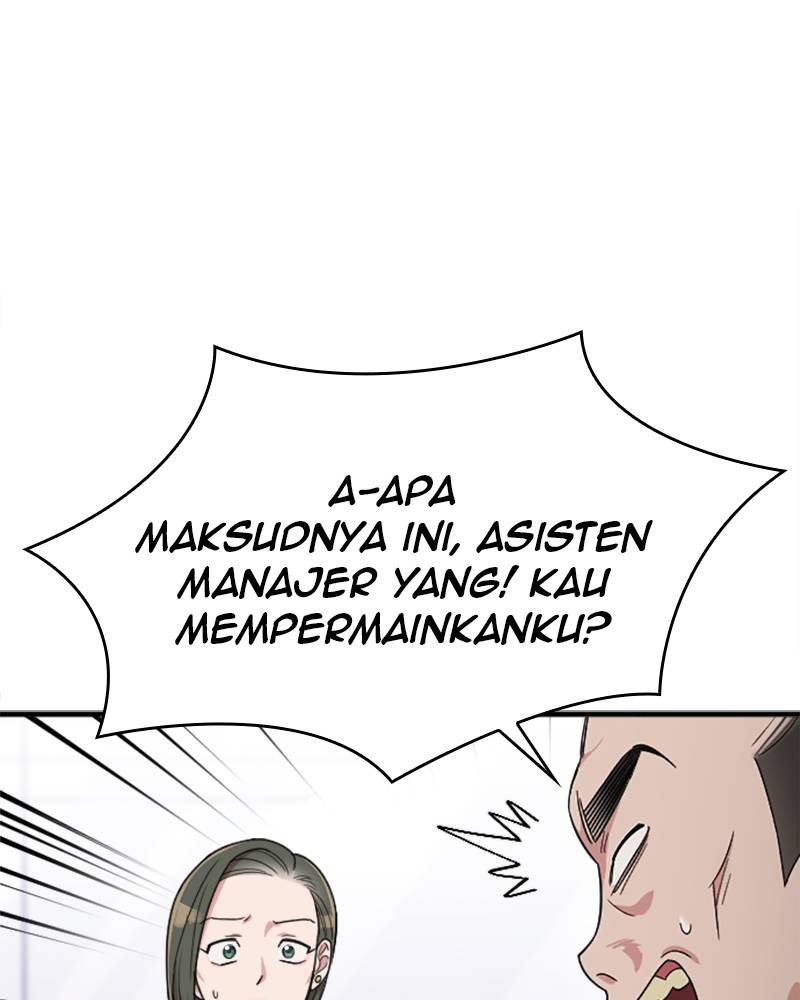 A-APA
MAKSUDNYA INI, ASISTEN
MANAJER YANG! KAU
MEMPERMAINKANKU?